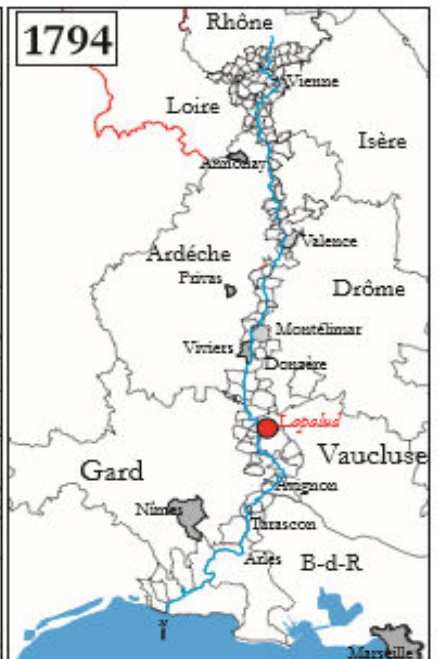 1794
Rhône
Vienne
Loire
Isère
Annonay
Valence
Ardéche
Privas
Drôme
Montélimar
Viviers
Donzère
Lapalud
Vaucluse
Gard
Avignon
Nîmes
Tarascon
Arles
B-d-R
Marseille